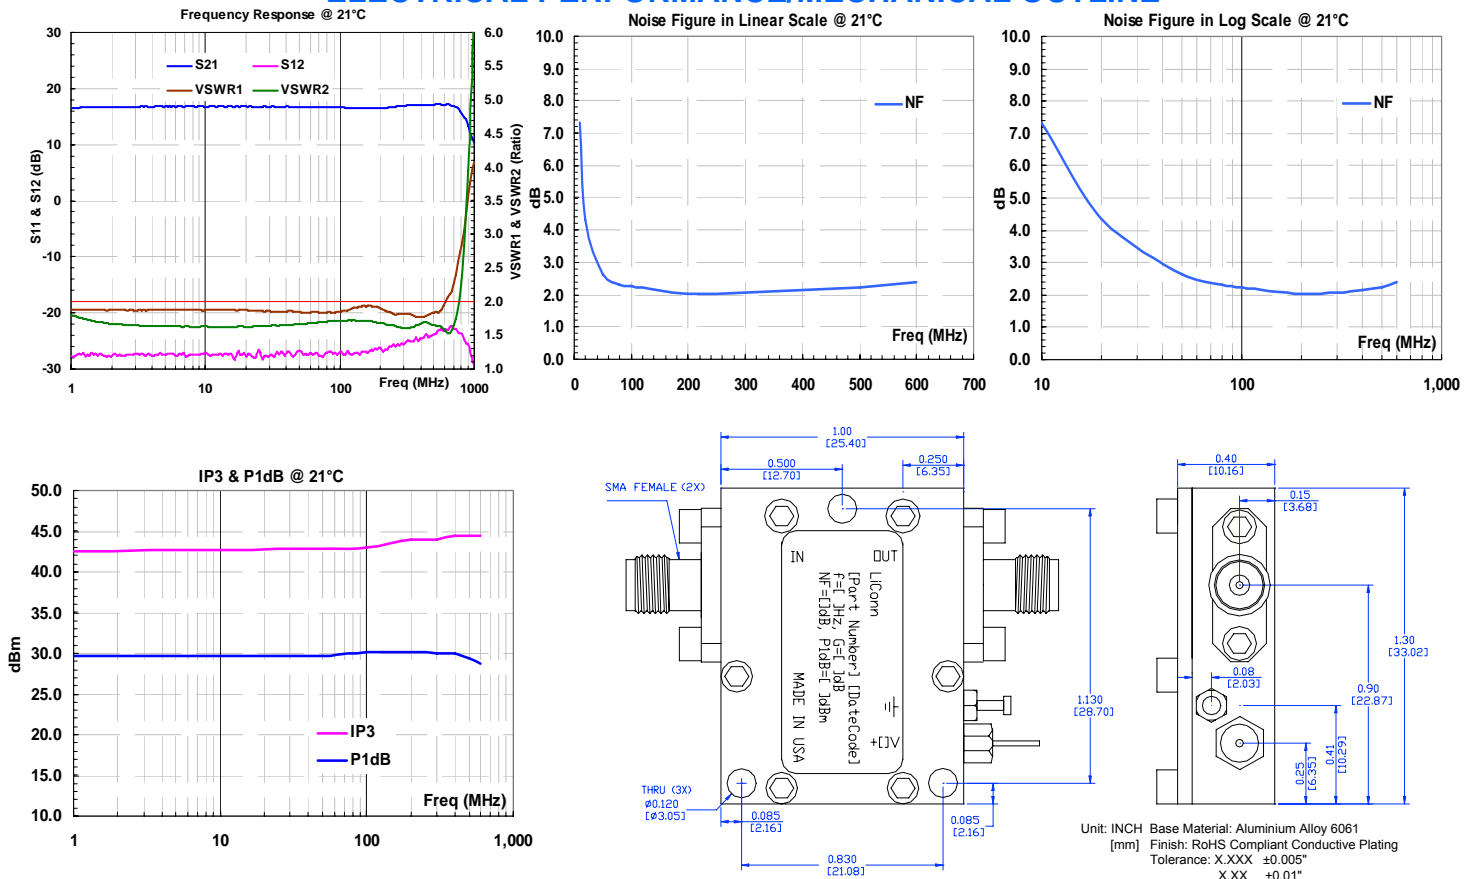 ELECTRICAL PERFORMANCE/MECHANICAL OUTLINE
Frequency Response @ 21°C
30
20
10
0
-10
-20
-30
S11 & S12 (dB)
S21
S12
VSWR1
VSWR2
6.0
5.5
5.0
4.5
4.0
3.5
3.0
2.5
2.0
1.5
1.0
VSWR1 & VSWR2 (Ratio)
1
10
100
Freq (MHz)
1000
Noise Figure in Linear Scale @ 21°C
10.0
9.0
8.0
7.0
6.0
5.0
4.0
3.0
2.0
1.0
0.0
dB
NF
Freq (MHz)
0
100
200
300
400
500
600
700
Noise Figure in Log Scale @ 21°C
10.0
9.0
8.0
7.0
6.0
5.0
4.0
3.0
2.0
1.0
0.0
dB
NF
Freq (MHz)
10
100
1,000
IP3 & P1dB @ 21°C
50.0
45.0
40.0
35.0
30.0
25.0
20.0
15.0
10.0
dBm
IP3
P1dB
Freq (MHz)
1
10
100
1,000
1.00
[25.40]
0.500
[12.70]
0.250
[6.35]
SMA FEMALE (2X)
IN
OUT
LiConn
[Part Number] [DateCode]
f=[ ]Hz, G=[ ]dB
NF=[]dB, P1dB=[ ]dBm
MADE IN USA
+[]V
1.130
[28.70]
THRU (3X)
Ø0.120
[Ø3.05]
0.085
[2.16]
0.085
[2.16]
0.830
[21.08]
0.40
[10.16]
0.15
[3.68]
1.30
[33.02]
0.08
[2.03]
0.90
[22.87]
0.41
[10.29]
0.25
[6.35]
Unit: INCH Base Material: Aluminium Alloy 6061
[mm] Finish: RoHS Compliant Conductive Plating
Tolerance: X.XXX ±0.005"
X.XX ±0.01"